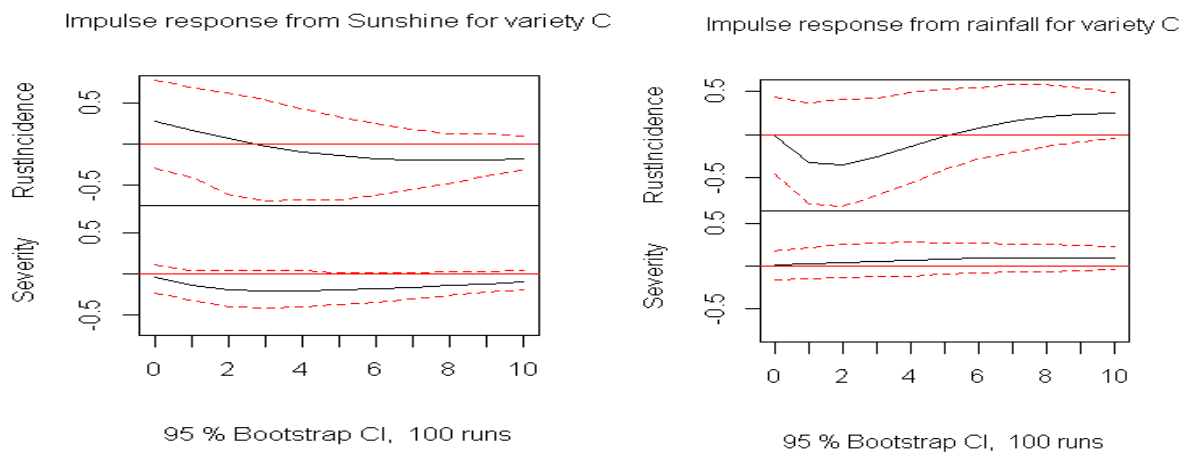 Impulse response from Sunshine for variety C
RustIncidence
0.5
-0.5
Severity
0.5
-0.5
0 2 4 6 8 10
95 % Bootstrap CI, 100 runs
Impulse response from rainfall for variety C
RustIncidence
0.5
-0.5
Severity
0.5
-0.5
0 2 4 6 8 10
95 % Bootstrap CI, 100 runs